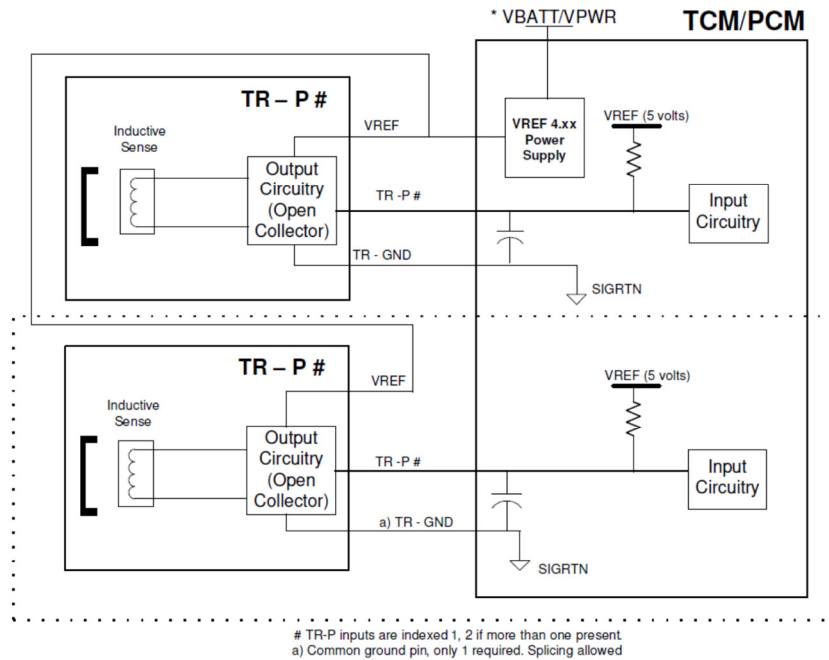 * VBATT/VPWR
TCM/PCM
TR – P #
Inductive
Sense
VREF
VREF 4.xx
Power
Supply
VREF (5 volts)
Output
Circuitry
(Open
Collector)
TR -P #
Input
Circuitry
TR - GND
SIGRTN
TR – P #
VREF
VREF (5 volts)
Inductive
Sense
Output
Circuitry
(Open
Collector)
TR -P #
Input
Circuitry
a) TR - GND
SIGRTN
# TR-P inputs are indexed 1, 2 if more than one present.
a) Common ground pin, only 1 required. Splicing allowed